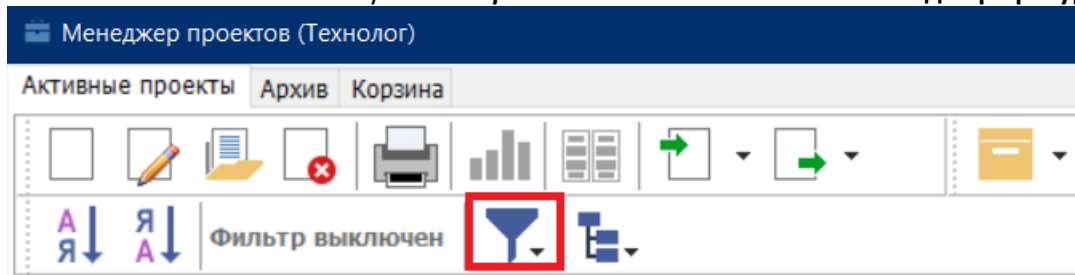 Менеджер проектов (Технолог)
Активные проекты Архив Корзина
А Я Я А Фильтр выключен